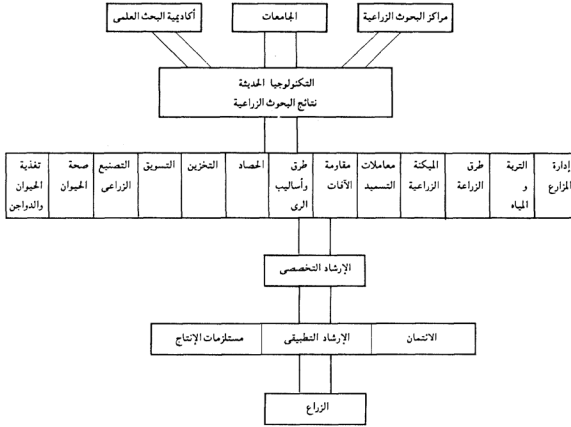 مراكز البحوث الزراعية
الجامعات
أكاديمية البحث العلمى
التكنولوجيا الحديثة
نتائج البحوث الزراعية
إدارة
المزارع
التربة
و
المياه
طرق
الزراعة
الميكنة
الزراعية
معاملات
التسميد
مقاومة
الآفات
طرق
وأساليب
الرى
الحصاد
التخزين
التسويق
التصنيع
الزراعى
صحة
الحيوان
تغذية
الحيوان
والدواجن
الإرشاد التخصصى
الائتمان
الإرشاد التطبيقى
مستلزمات الإنتاج
الزراع